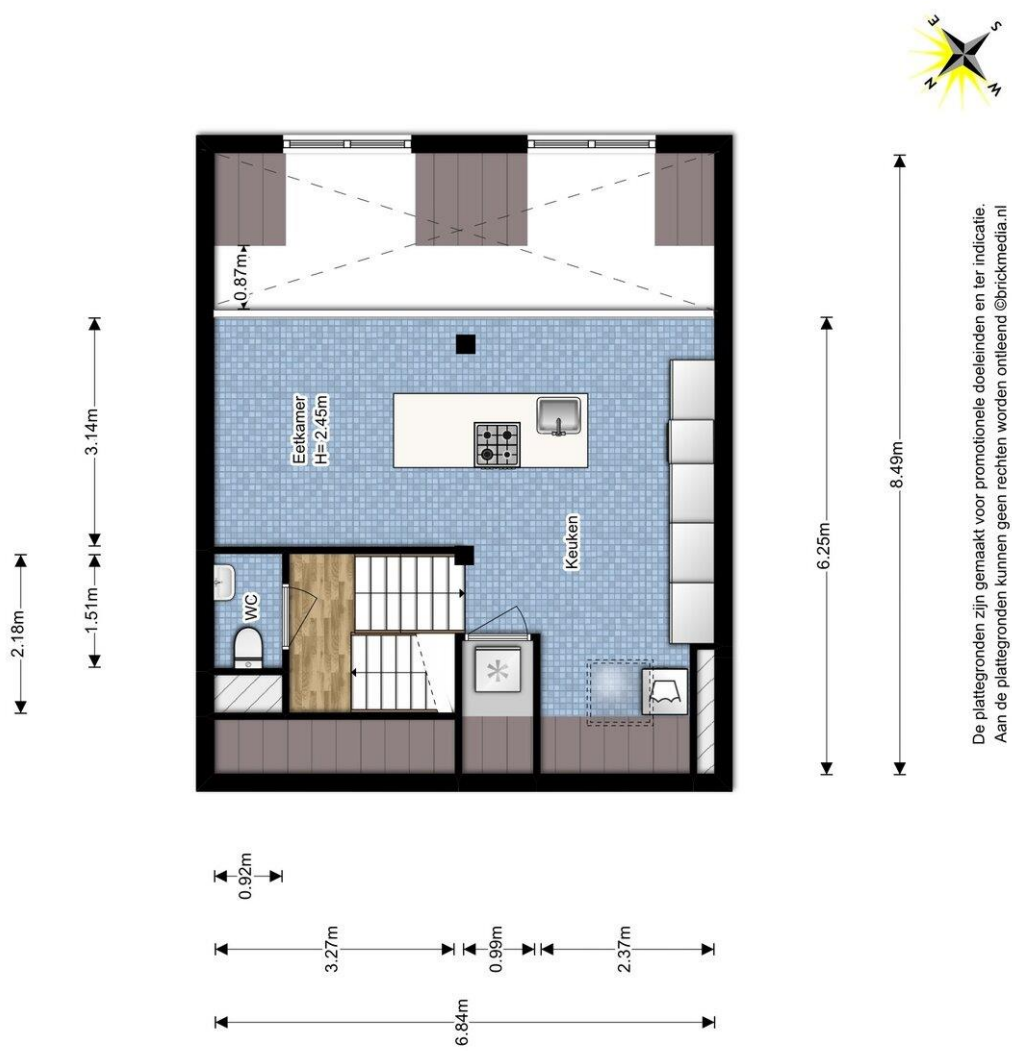 E
S
N
W
0.87m
Eetkamer
H= 2.45m
Keuken
WC
3.14m
1.51m
2.18m
6.25m
8.49m
0.92m
3.27m
0.99m
2.37m
6.84m
De plattegronden zijn gemaakt voor promotionele doeleinden en ter indicatie.
Aan de plattegronden kunnen geen rechten worden ontleend ©brickmedia.nl